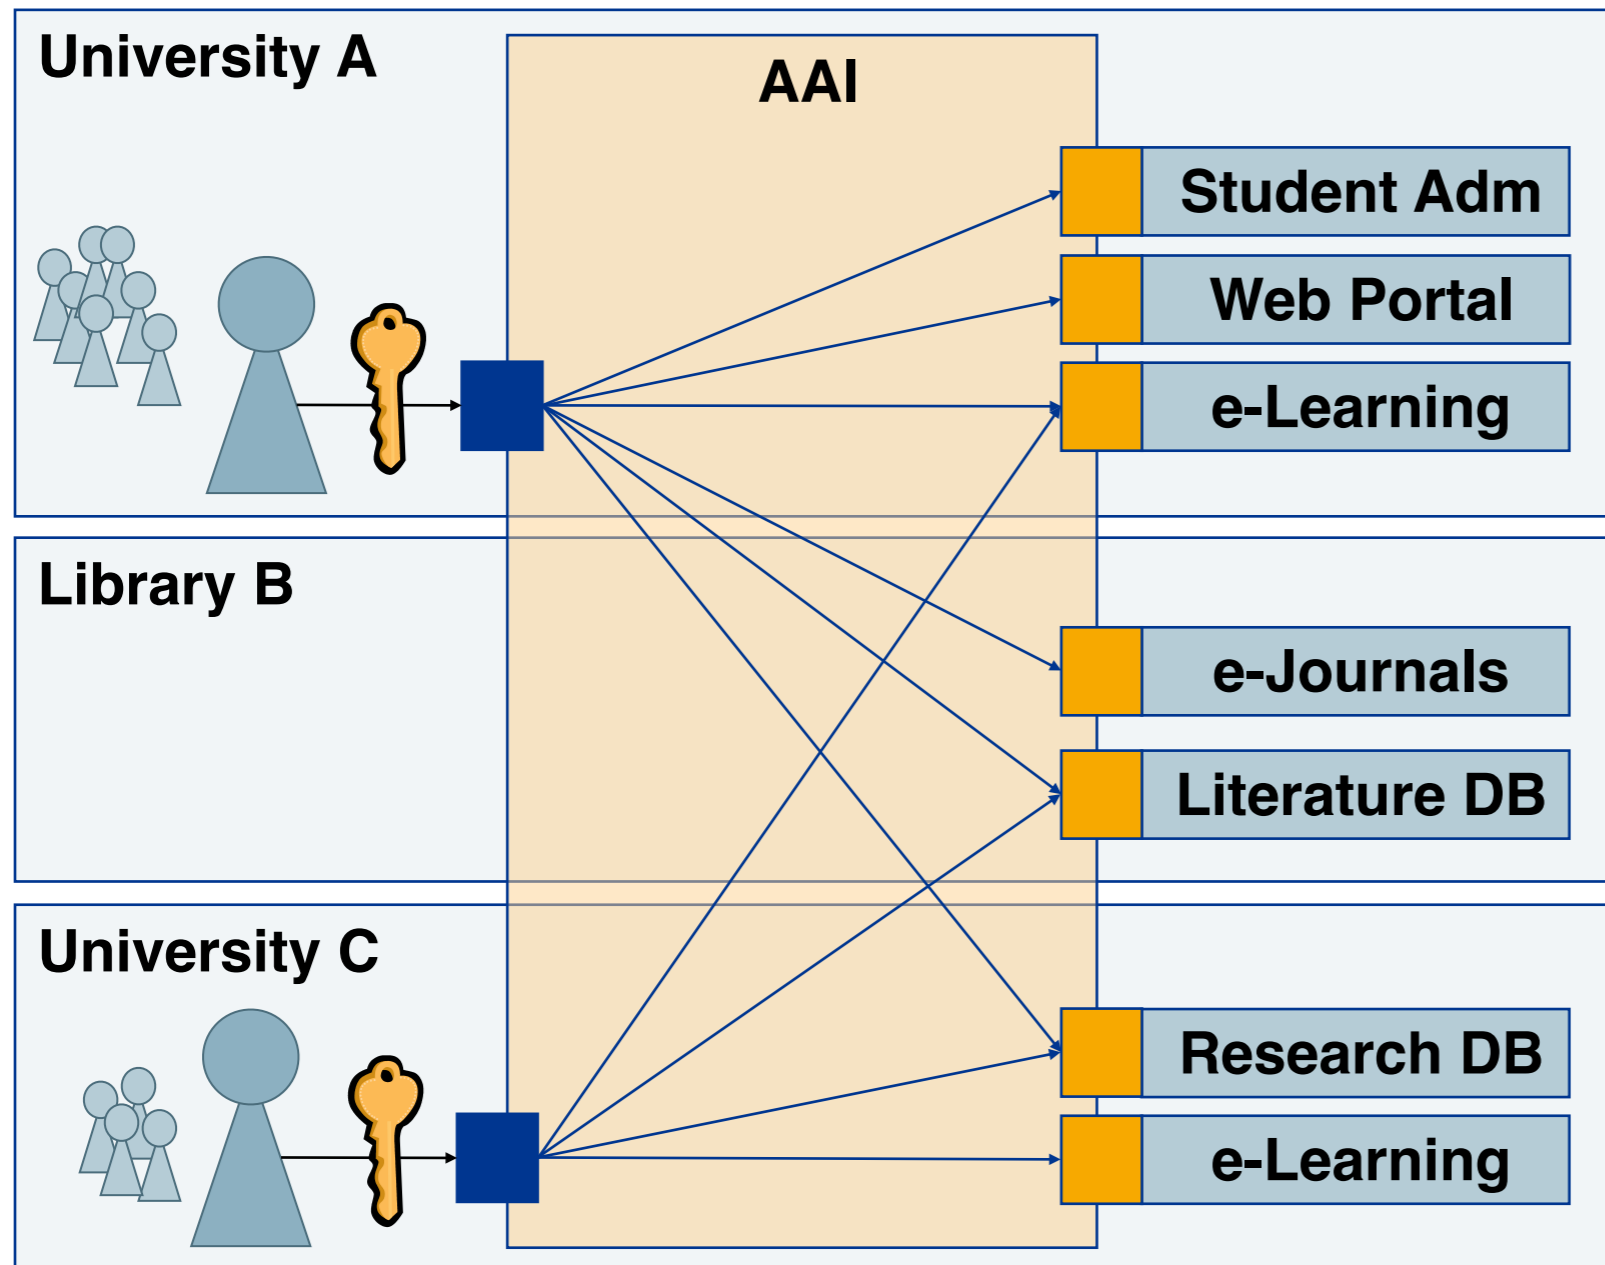 University A
AAI
Student Adm
Web Portal
e-Learning
Library B
e-Journals
Literature DB
University C
Research DB
e-Learning